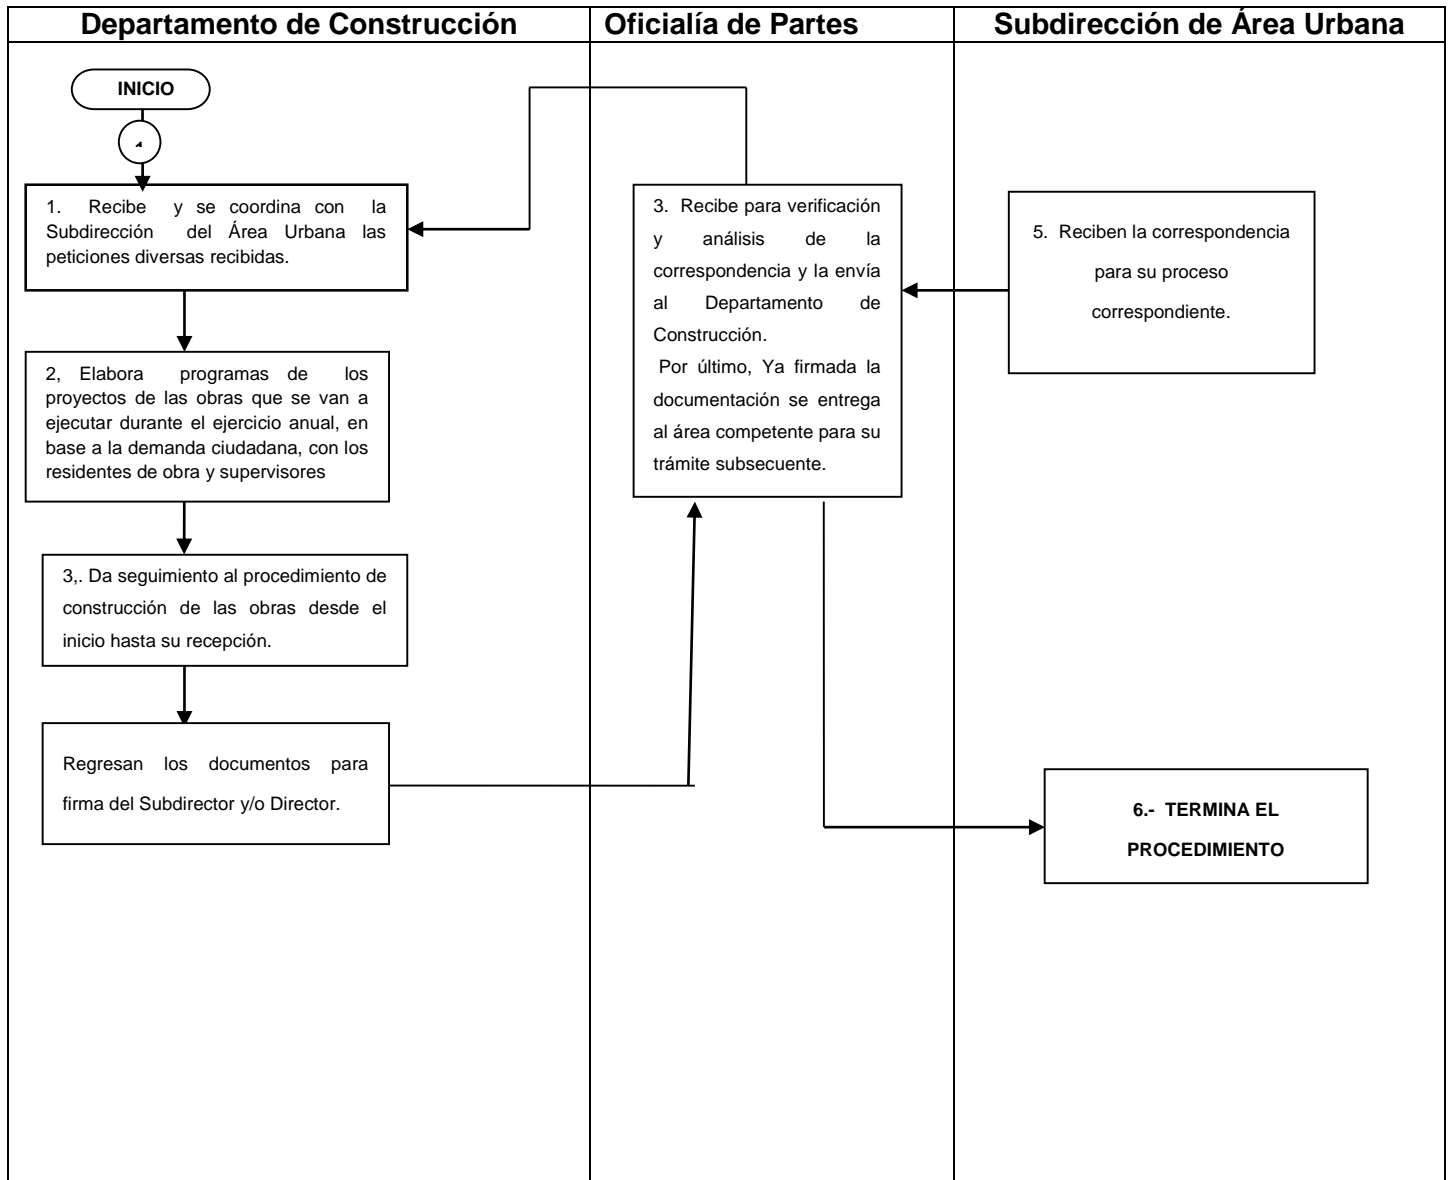 Departamento de Construcción
Oficialía de Partes
Subdirección de Área Urbana
INICIO
1. Recibe y se coordina con la
Subdirección del Área Urbana las
peticiones diversas recibidas.
2, Elabora programas de los
proyectos de las obras que se van a
ejecutar durante el ejercicio anual, en
base a la demanda ciudadana, con los
residentes de obra y supervisores
3,. Da seguimiento al procedimiento de
construcción de las obras desde el
inicio hasta su recepción.
Regresan los documentos para
firma del Subdirector y/o Director.
3. Recibe para verificación
y análisis de la
correspondencia y la envía
al Departamento de
Construcción.
Por último, Ya firmada la
documentación se entrega
al área competente para su
trámite subsecuente.
5. Reciben la correspondencia
para su proceso
correspondiente.
6.- TERMINA EL
PROCEDIMIENTO